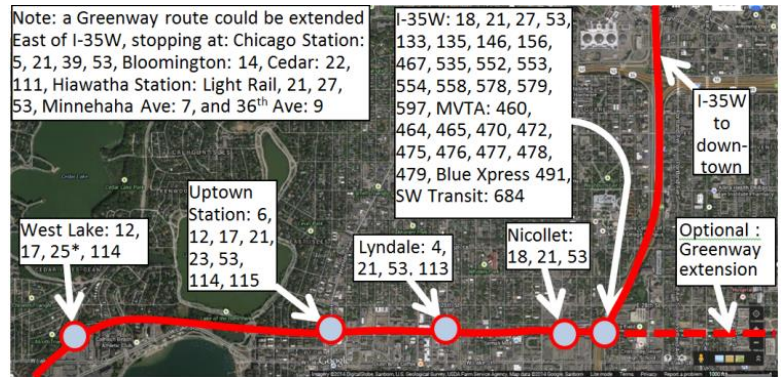 Note: a Greenway route could be extended
East of I-35W, stopping at: Chicago Station:
5, 21, 39, 53, Bloomington: 14, Cedar: 22,
111, Hiawatha Station: Light Rail, 21, 27,
53, Minnehaha Ave: 7, and 36th Ave: 9
I-35W: 18, 21, 27, 53,
133, 135, 146, 156,
467, 535, 552, 553,
554, 558, 578, 579,
597, MVTA: 460,
464, 465, 470, 472,
475, 476, 477, 478,
479, Blue Xpress 491,
SW Transit: 684
I-35W
to
down-
town
West Lake: 12,
17, 25*, 114
Uptown
Station: 6,
12, 17, 21,
23, 53,
114, 115
Lyndale: 4,
21, 53, 113
Nicollet:
18, 21, 53
Optional :
Greenway
extension